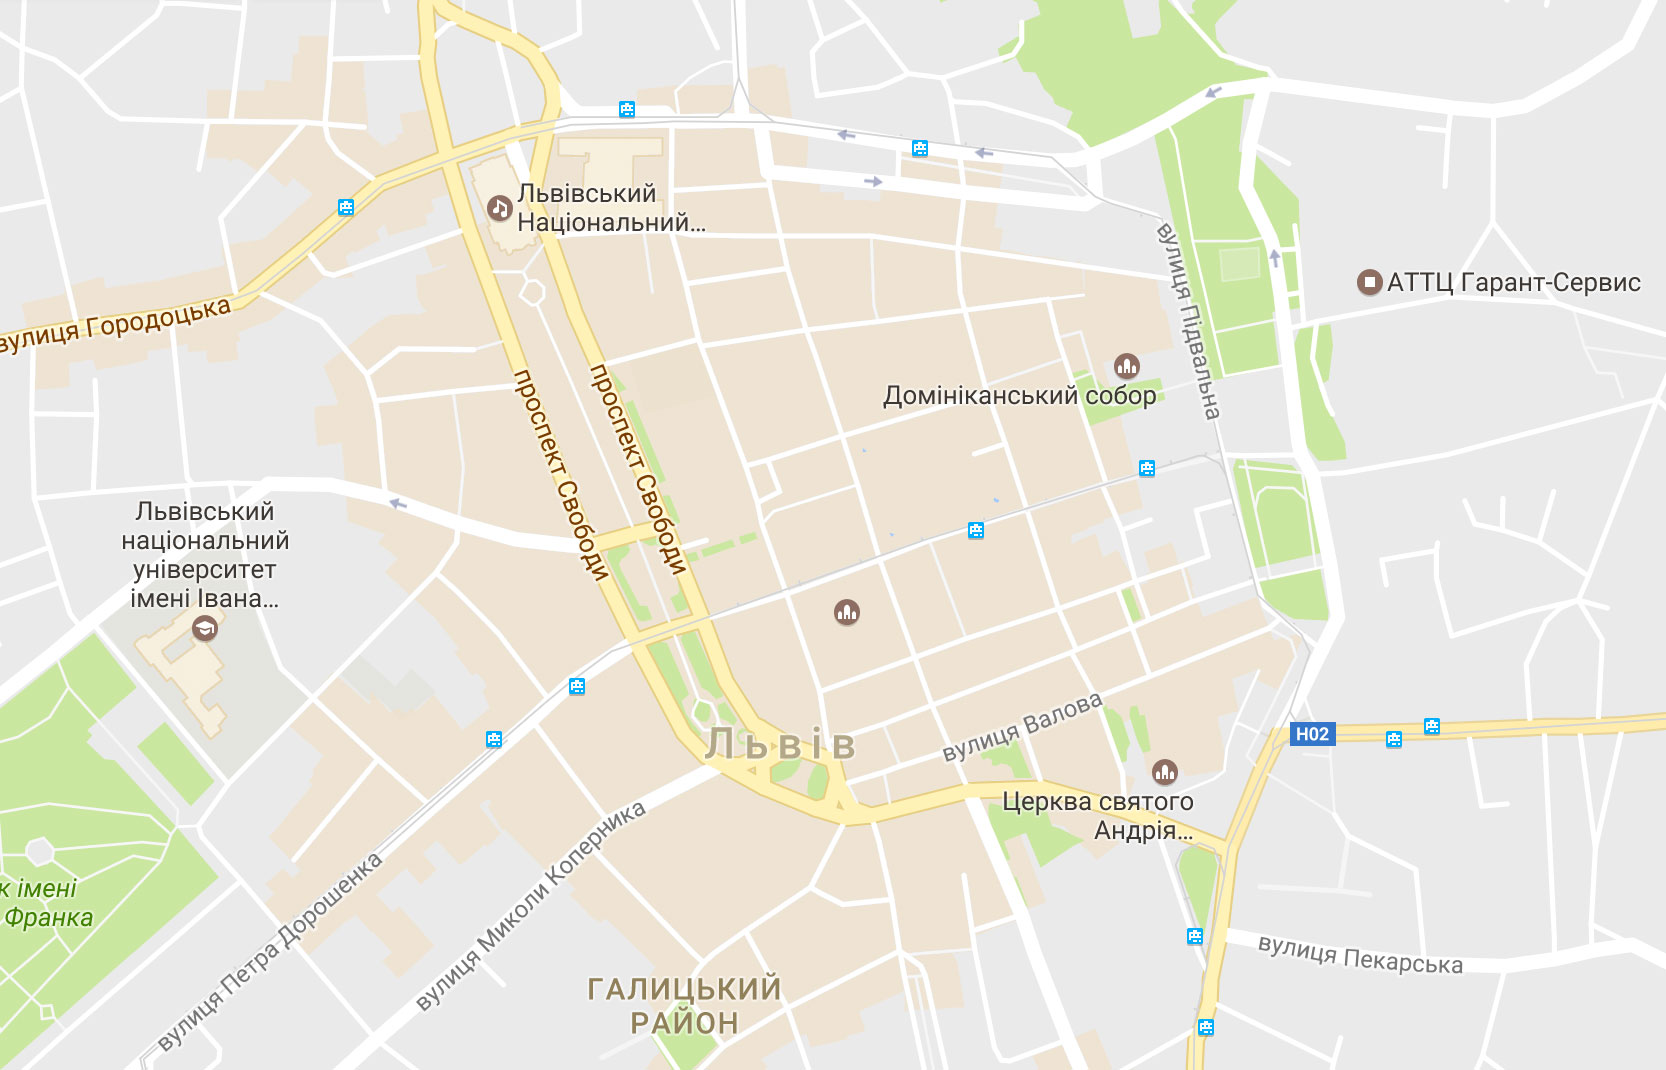 Львівський
Національний...
вулиця Підвальна
АТТЦ Гарант-Сервис
вулиця Городоцька
Домініканський собор
проспект Свободи
проспект Свободи
Львівський
національний
університет
імені Івана...
вулиця Валова
Львів
H02
Церква святого
Андрія...
вулиця Миколи Коперника
вулиця Петра Дорошенка
к імені
Франка
вулиця Пекарська
ГАЛИЦЬКИЙ
РАЙОН